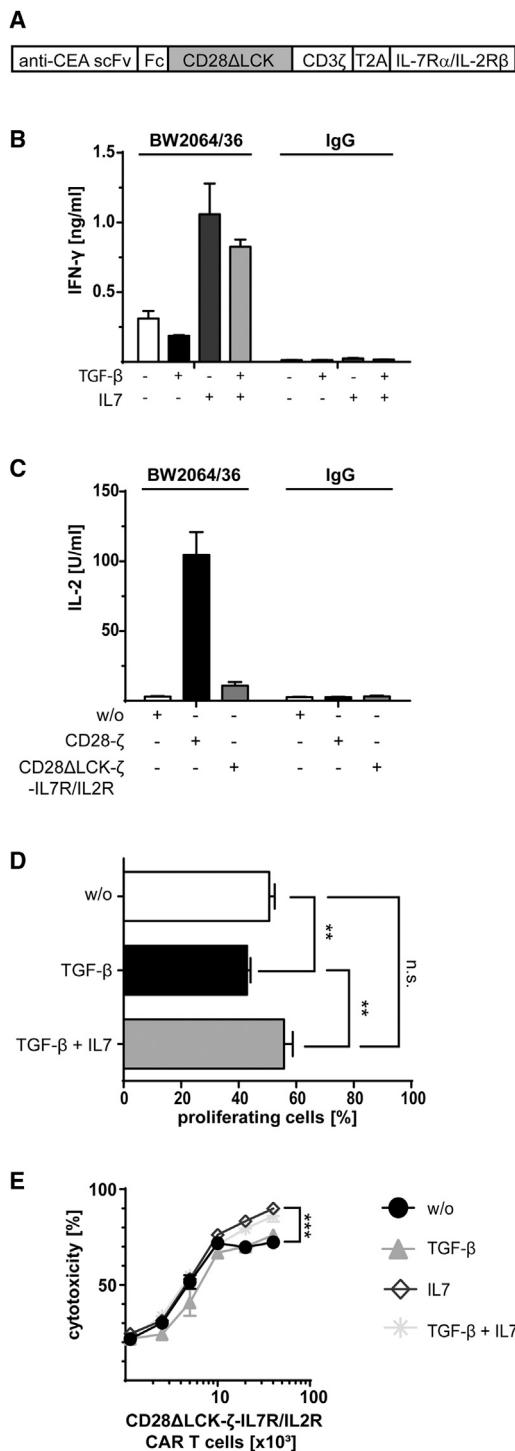 A
anti-CEA scFv Fc CD28ΔLCK CD3ζ T2A IL-7Rα/IL-2Rβ
B
BW2064/36 IgG
IFN-γ [ng/ml]
1.5
1.0
0.5
TGF-β - + - + - + - +
IL7 - - + + - - + +
C
BW2064/36 IgG
IL-2 [U/ml]
150
100
50
w/o + - - + - -
CD28-ζ - + - - + -
CD28ΔLCK-ζ - - + - - +
-IL7R/IL2R
D
w/o
TGF-β
TGF-β + IL7
**
**
n.s.
0 20 40 60 80 100
proliferating cells [%]
E
cytotoxicity [%]
100
50
***
10 100
CD28ΔLCK-ζ-IL7R/IL2R
CAR T cells [x10³]
w/o
TGF-β
IL7
TGF-β + IL7